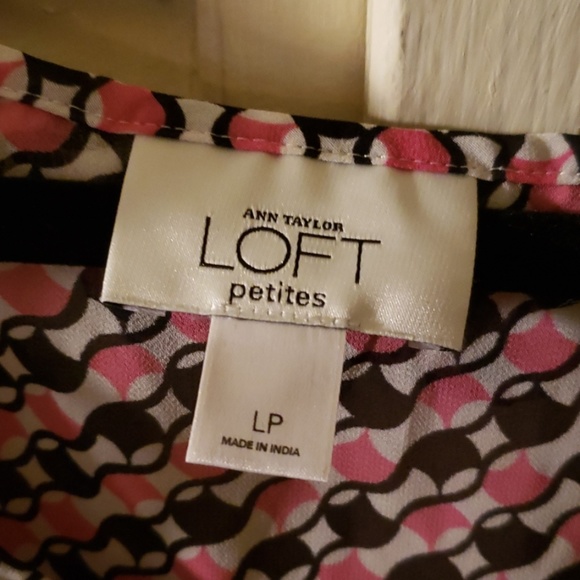 ANN TAYLOR
LOFT
petites
LP
MADE IN INDIA